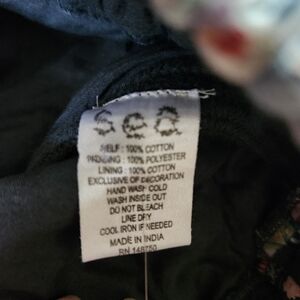 sea
SELF : 100% COTTON
PADDING : 100% POLYESTER
LINING : 100% COTTON
EXCLUSIVE OF DECORATION
HAND WASH COLD
WASH INSIDE OUT
DO NOT BLEACH
LINE DRY
COOL IRON IF NEEDED
MADE IN INDIA
RN 148750